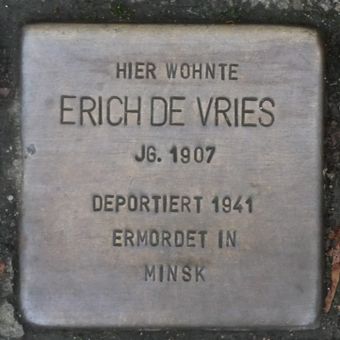 HIER WOHNTE
ERICH DE VRIES
JG. 1907
DEPORTIERT 1941
ERMORDET IN
MINSK